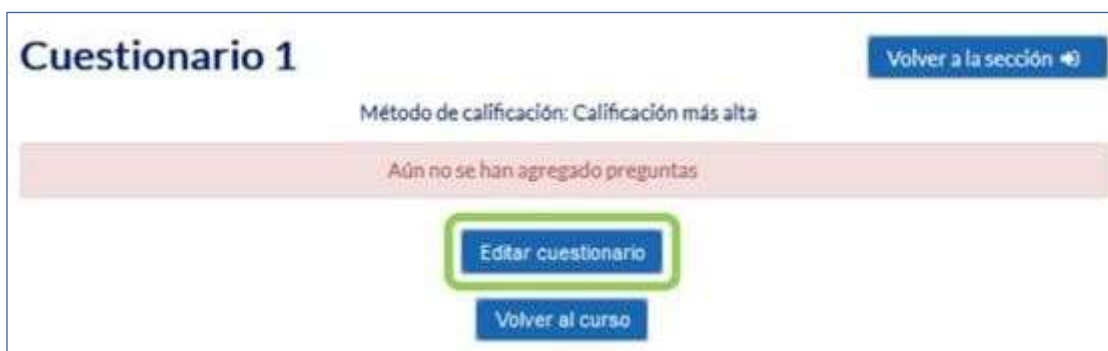 Cuestionario 1
Volver a la sección
Método de calificación: Calificación más alta
Aún no se han agregado preguntas
Editar cuestionario
Volver al curso